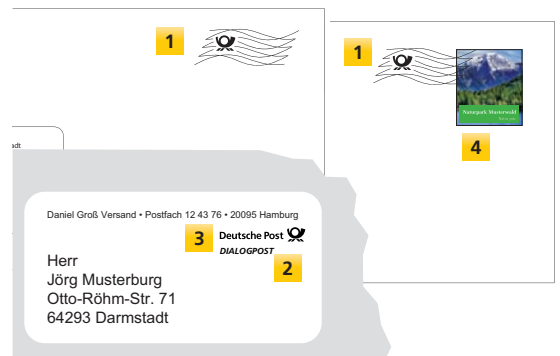 1
1
Naturpark Musterwald
4
adt
Daniel Groß Versand • Postfach 12 43 76 • 20095 Hamburg
3
Deutsche Post
DIALOGPOST
2
Herr
Jörg Musterburg
Otto-Röhm-Str. 71
64293 Darmstadt